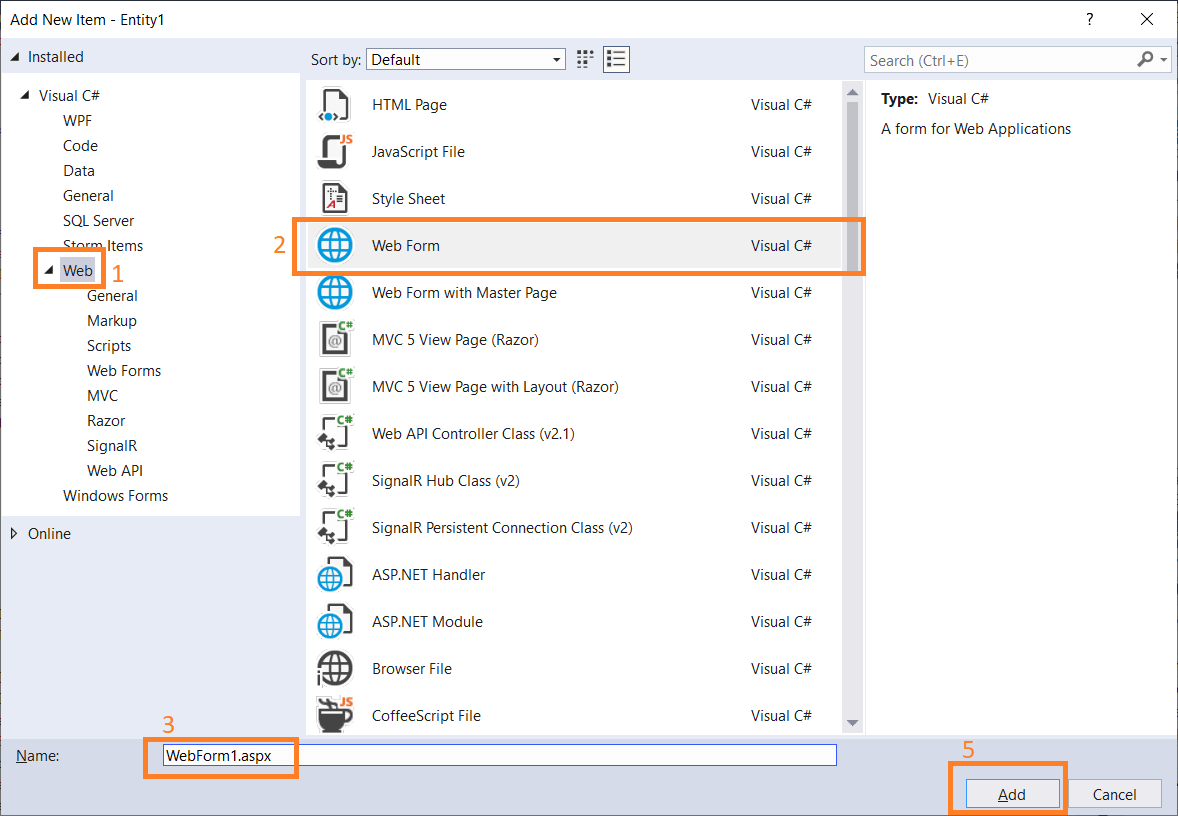 Add New Item - Entity1
?
Installed
Sort by: Default
Search (Ctrl+E)
Visual C#
WPF
Code
Data
General
SQL Server
Storm Items
Web
1
General
Markup
Scripts
Web Forms
MVC
Razor
SignalR
Web API
Windows Forms
Online
HTML Page Visual C#
JS
JavaScript File Visual C#
A
Style Sheet Visual C#
2
Web Form Visual C#
Web Form with Master Page Visual C#
C#
@
MVC 5 View Page (Razor) Visual C#
C#
@
MVC 5 View Page with Layout (Razor) Visual C#
C#
Web API Controller Class (v2.1) Visual C#
C#
SignalR Hub Class (v2) Visual C#
C#
SignalR Persistent Connection Class (v2) Visual C#
ASP.NET Handler Visual C#
ASP.NET Module Visual C#
i
Browser File Visual C#
JS
CoffeeScript File Visual C#
Type: Visual C#
A form for Web Applications
3
Name: WebForm1.aspx
5
Add
Cancel